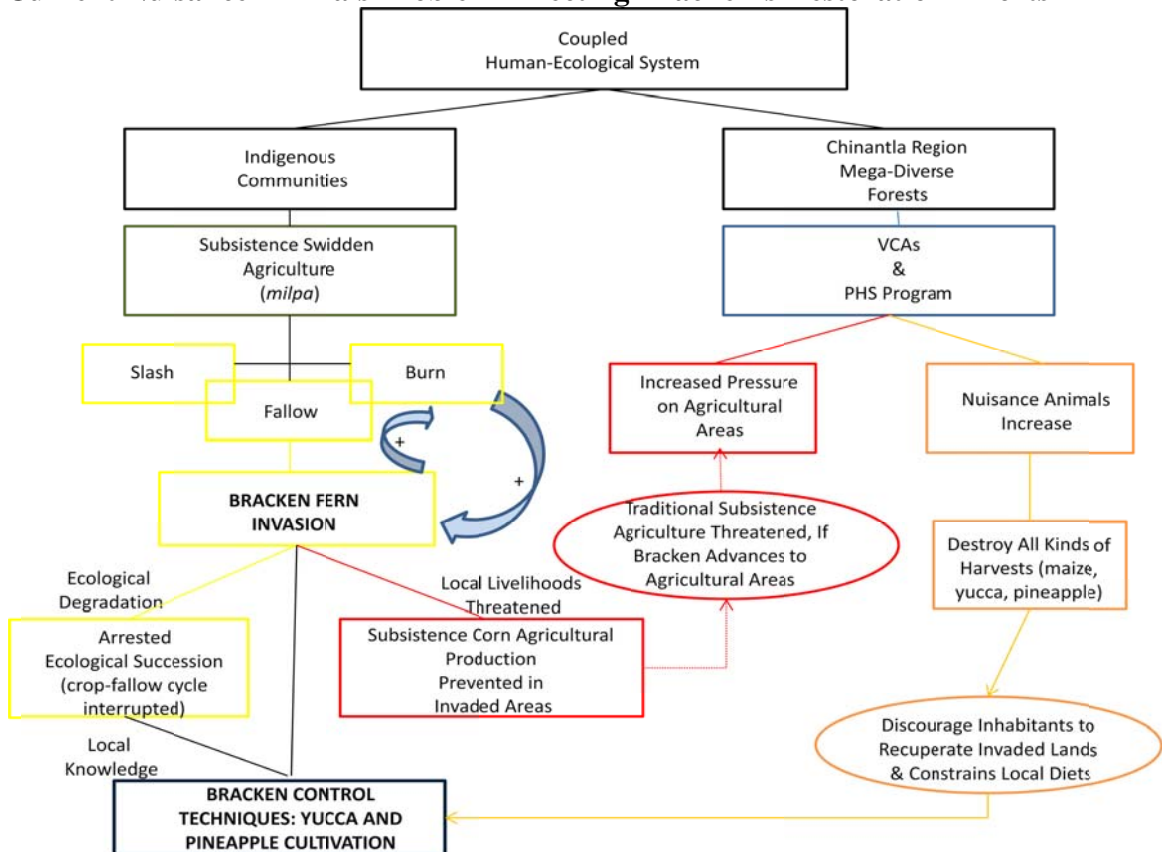 Coupled
Human-Ecological System
Indigenous
Communities
Chinantla Region
Mega-Diverse
Forests
Subsistence Swidden
Agriculture
(milpa)
VCAs
&
PHS Program
Slash
Burn
Fallow
+
+
Increased Pressure
on Agricultural
Areas
Nuisance Animals
Increase
BRACKEN FERN
INVASION
Traditional Subsistence
Agriculture Threatened, If
Bracken Advances to
Agricultural Areas
Destroy All Kinds of
Harvests (maize,
yucca, pineapple)
Ecological
Degradation
Local Livelihoods
Threatened
Arrested
Ecological Succession
(crop-fallow cycle
interrupted)
Subsistence Corn Agricultural
Production
Prevented in
Invaded Areas
Discourage Inhabitants to
Recuperate Invaded Lands
& Constrains Local Diets
Local
Knowledge
BRACKEN CONTROL
TECHNIQUES: YUCCA AND
PINEAPPLE CULTIVATION